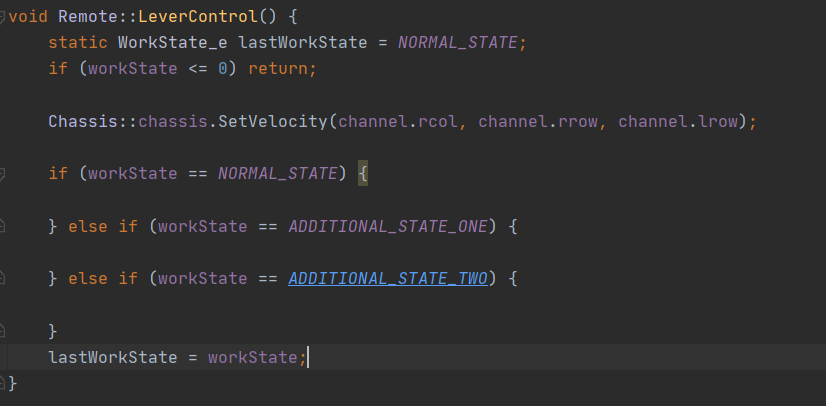 void Remote::LeverControl() {
static WorkState_e lastWorkState = NORMAL_STATE;
if (workState <= 0) return;
Chassis::chassis.SetVelocity(channel.rcol, channel.rrow, channel.lrow);
if (workState == NORMAL_STATE) {
} else if (workState == ADDITIONAL_STATE_ONE) {
} else if (workState == ADDITIONAL_STATE_TWO) {
}
lastWorkState = workState;
}